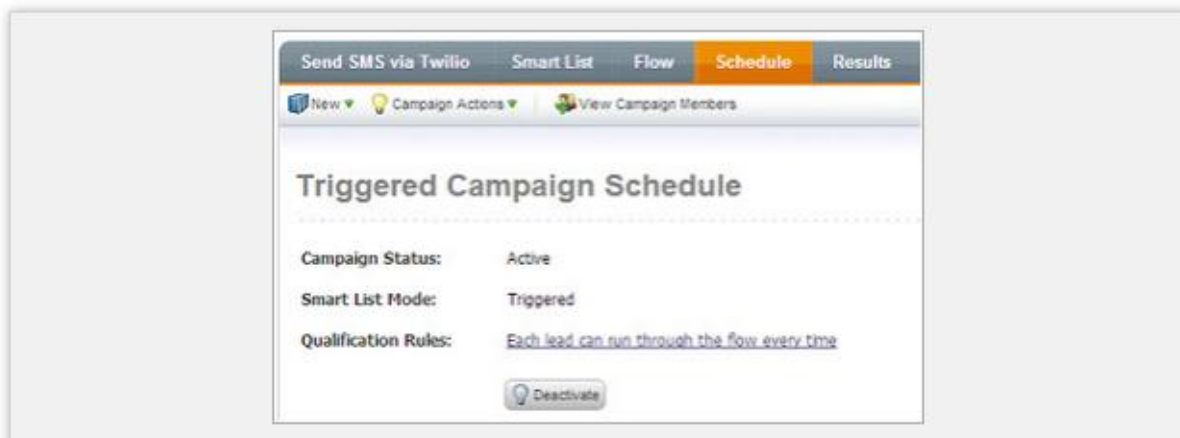 Send SMS via Twilio Smart List Flow Schedule Results
New Campaign Actions View Campaign Members
Triggered Campaign Schedule
Campaign Status: Active
Smart List Mode: Triggered
Qualification Rules: Each lead can run through the flow every time
Deactivate